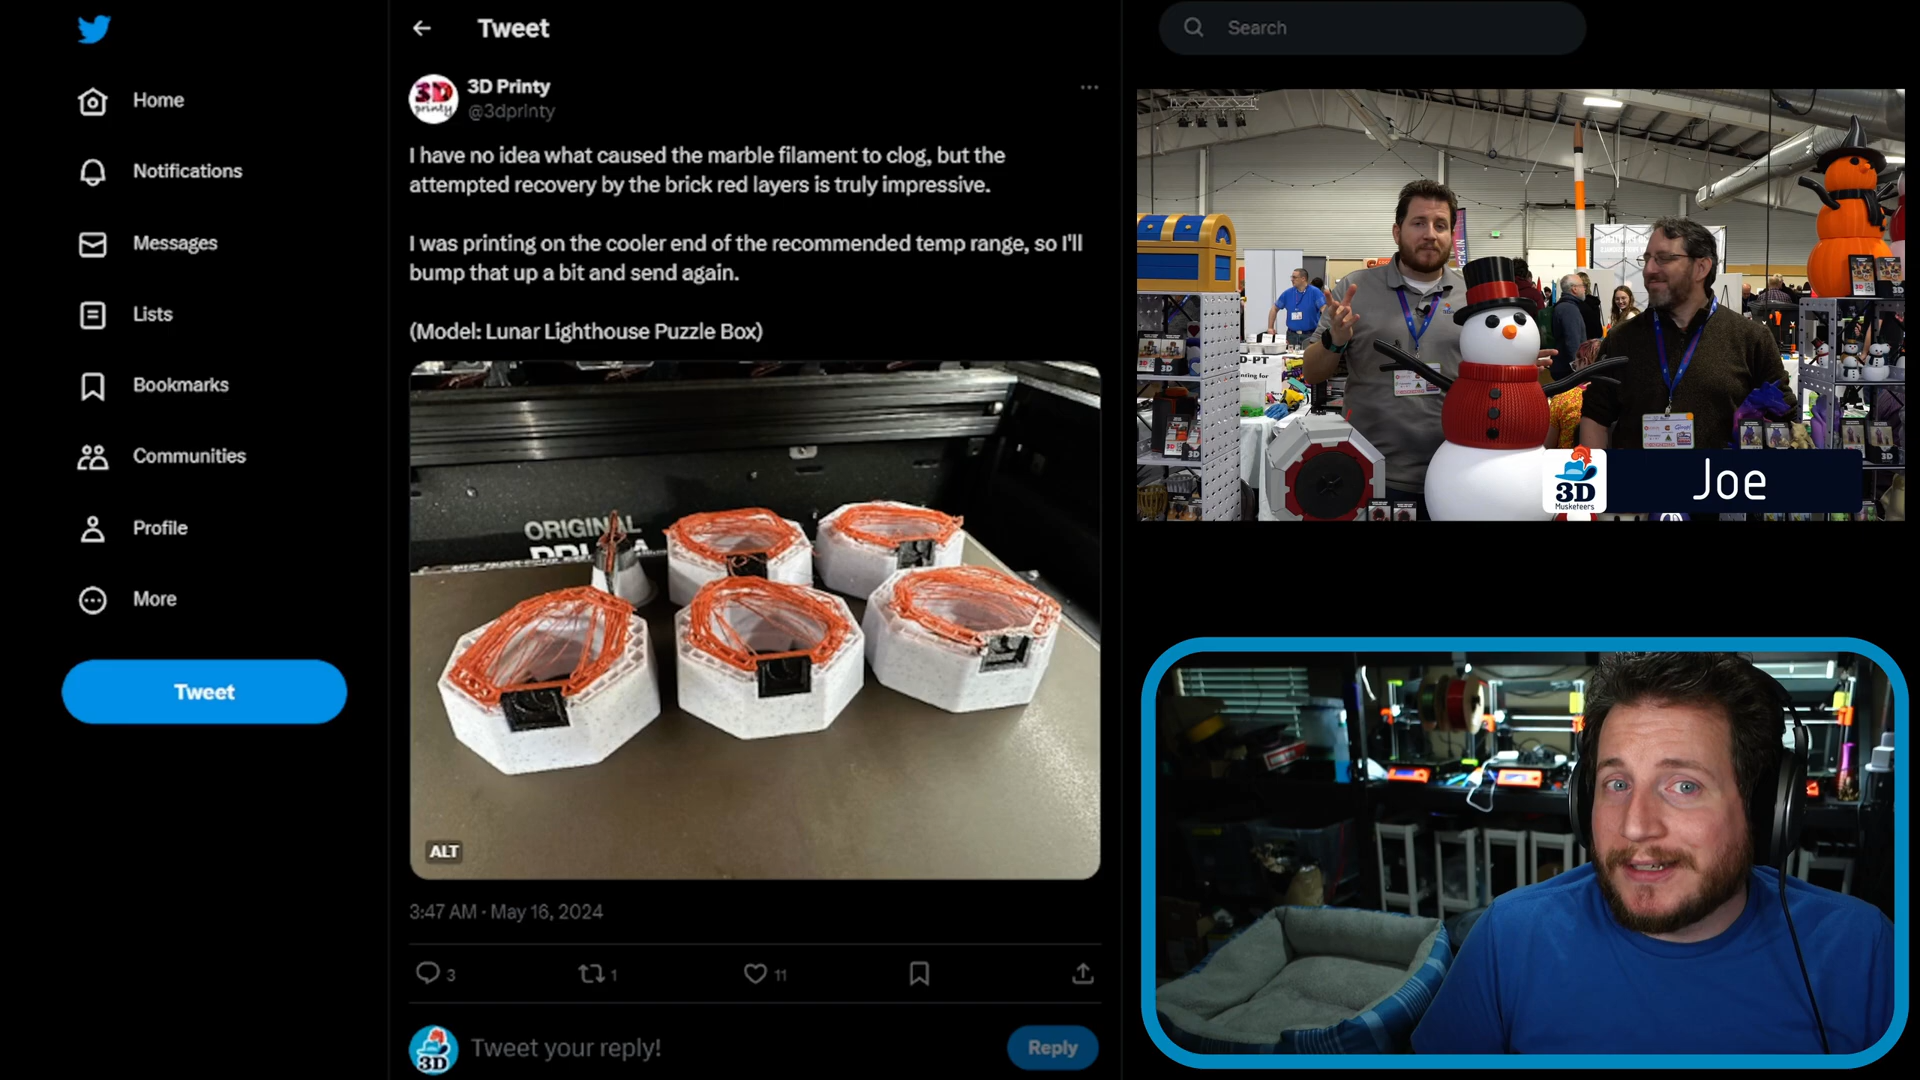 Home
Notifications
Messages
Lists
Bookmarks
Communities
Profile
More
Tweet
Tweet
3D Printy
@3dprinty
I have no idea what caused the marble filament to clog, but the
attempted recovery by the brick red layers is truly impressive.
I was printing on the cooler end of the recommended temp range, so I'll
bump that up a bit and send again.
(Model: Lunar Lighthouse Puzzle Box)
3D
printy
ORIGINAL
PRUSA
ALT
3:47 AM · May 16, 2024
3
1
11
3D
Tweet your reply!
Reply
Search
3D
Musketeers
Joe